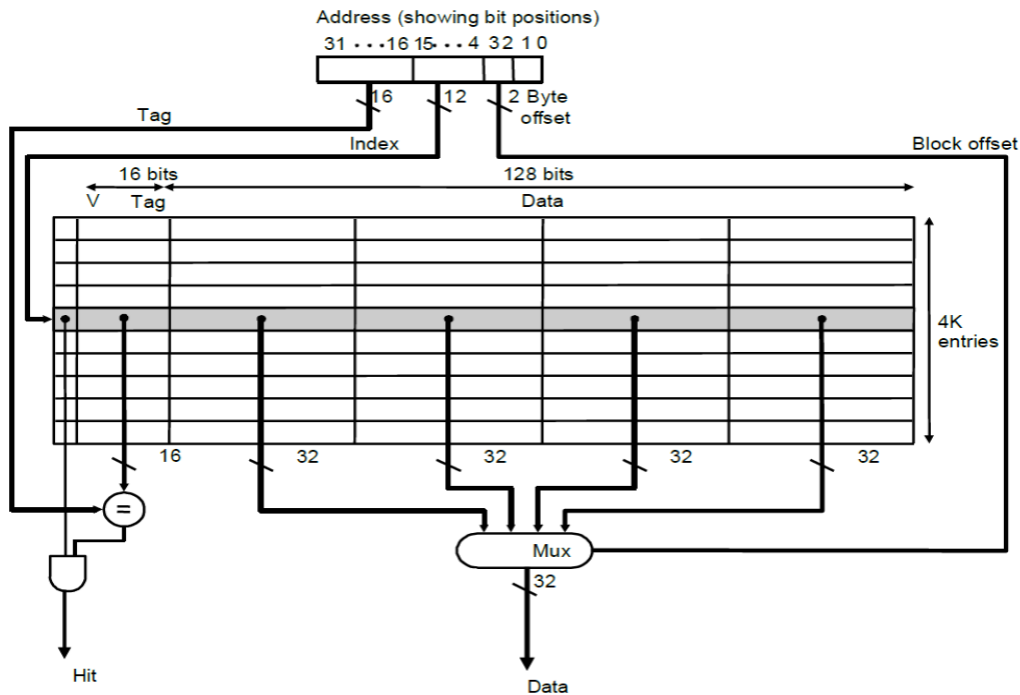 Address (showing bit positions)
31 • • • 16 15 • • • 4 3 2 1 0
16 12 2 Byte
offset
Tag
Index
Block offset
16 bits 128 bits
V Tag Data
4K
entries
16 32 32 32 32
=
Mux
32
Hit
Data